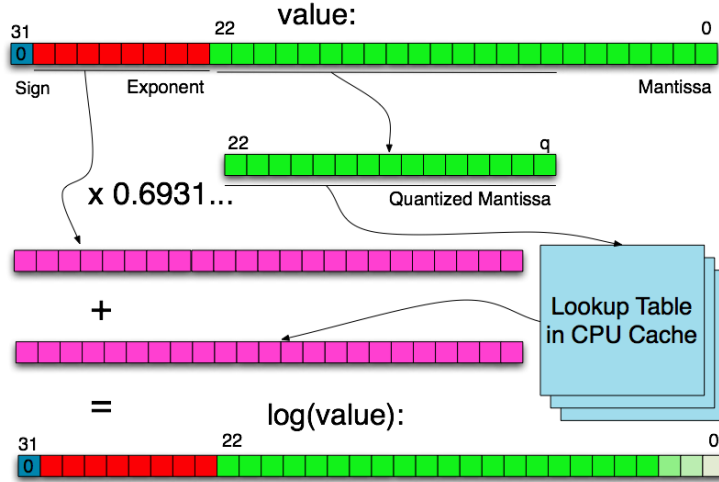 value:
31 22 0
0
Sign Exponent Mantissa
22 q
x 0.6931... Quantized Mantissa
Lookup Table
in CPU Cache
+
=
log(value):
31 22 0
0